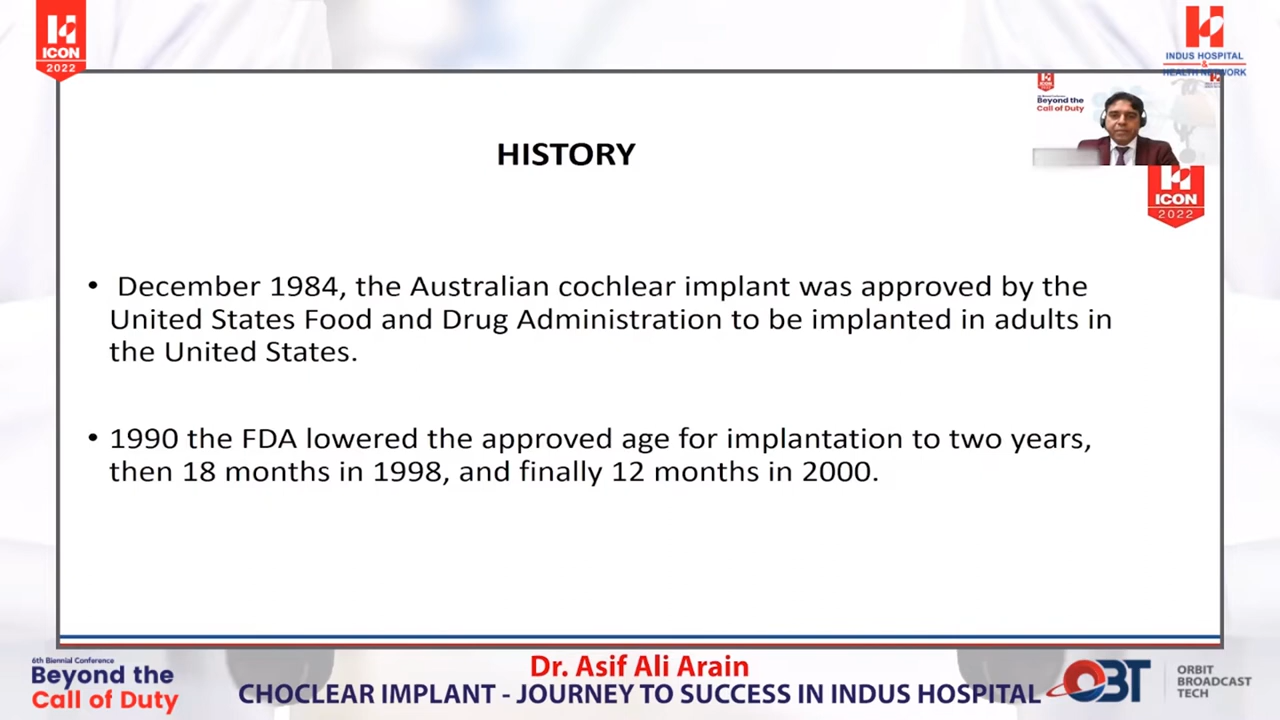 ICON
2022
INDUS HOSPITAL
&
HEALTH NETWORK
Beyond the
Call of Duty
ICON
2022
HISTORY
• December 1984, the Australian cochlear implant was approved by the
United States Food and Drug Administration to be implanted in adults in
the United States.
• 1990 the FDA lowered the approved age for implantation to two years,
then 18 months in 1998, and finally 12 months in 2000.
6th Biennial Conference
Beyond the
Call of Duty
Dr. Asif Ali Arain
CHOCLEAR IMPLANT - JOURNEY TO SUCCESS IN INDUS HOSPITAL
OBT
ORBIT
BROADCAST
TECH